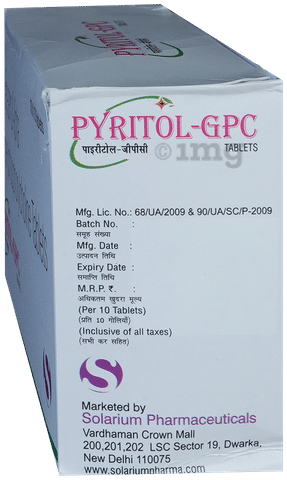 PYRITOL-GPC
पाइरीटोल-जीपीसी TABLETS
©1mg
Mfg. Lic. No.: 68/UA/2009 & 90/UA/SC/P-2009
Batch No. :
समूह संख्या
Mfg. Date :
उत्पादन तिथि
Expiry Date :
समाप्ति तिथि
M.R.P. ₹. :
अधिकतम खुदरा मूल्य
(Per 10 Tablets)
(प्रति 10 गोलियाँ)
(Inclusive of all taxes)
(सभी कर सहित)
S
Marketed by
Solarium Pharmaceuticals
Vardhaman Crown Mall
200,201,202 LSC Sector 19, Dwarka,
New Delhi 110075
www.solariumpharma.com